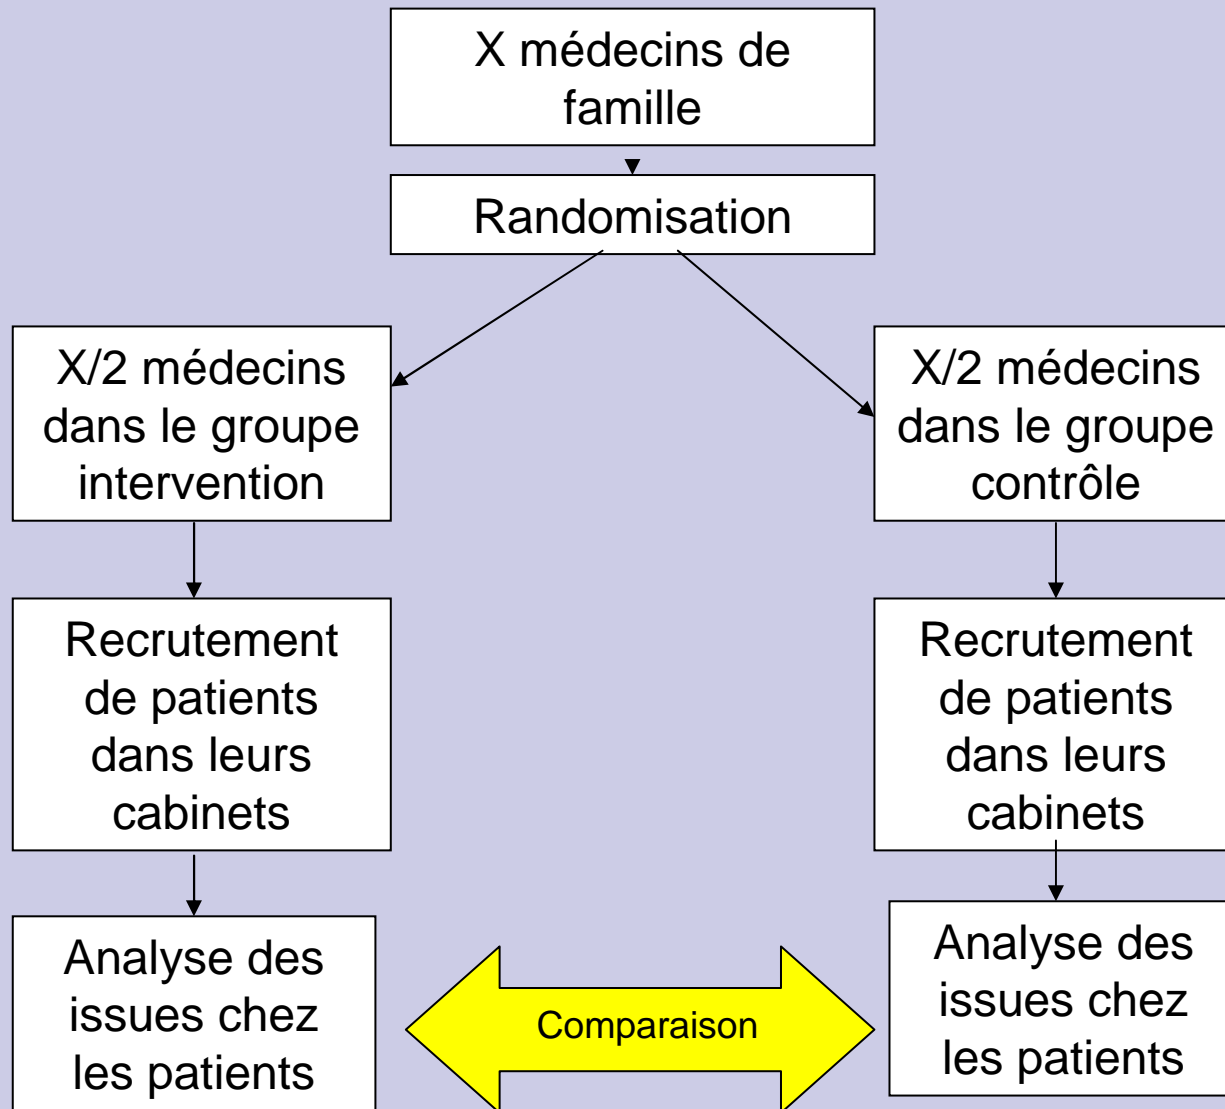 X médecins de
famille
Randomisation
X/2 médecins
dans le groupe
intervention
X/2 médecins
dans le groupe
contrôle
Recrutement
de patients
dans leurs
cabinets
Recrutement
de patients
dans leurs
cabinets
Analyse des
issues chez
les patients
Comparaison
Analyse des
issues chez
les patients